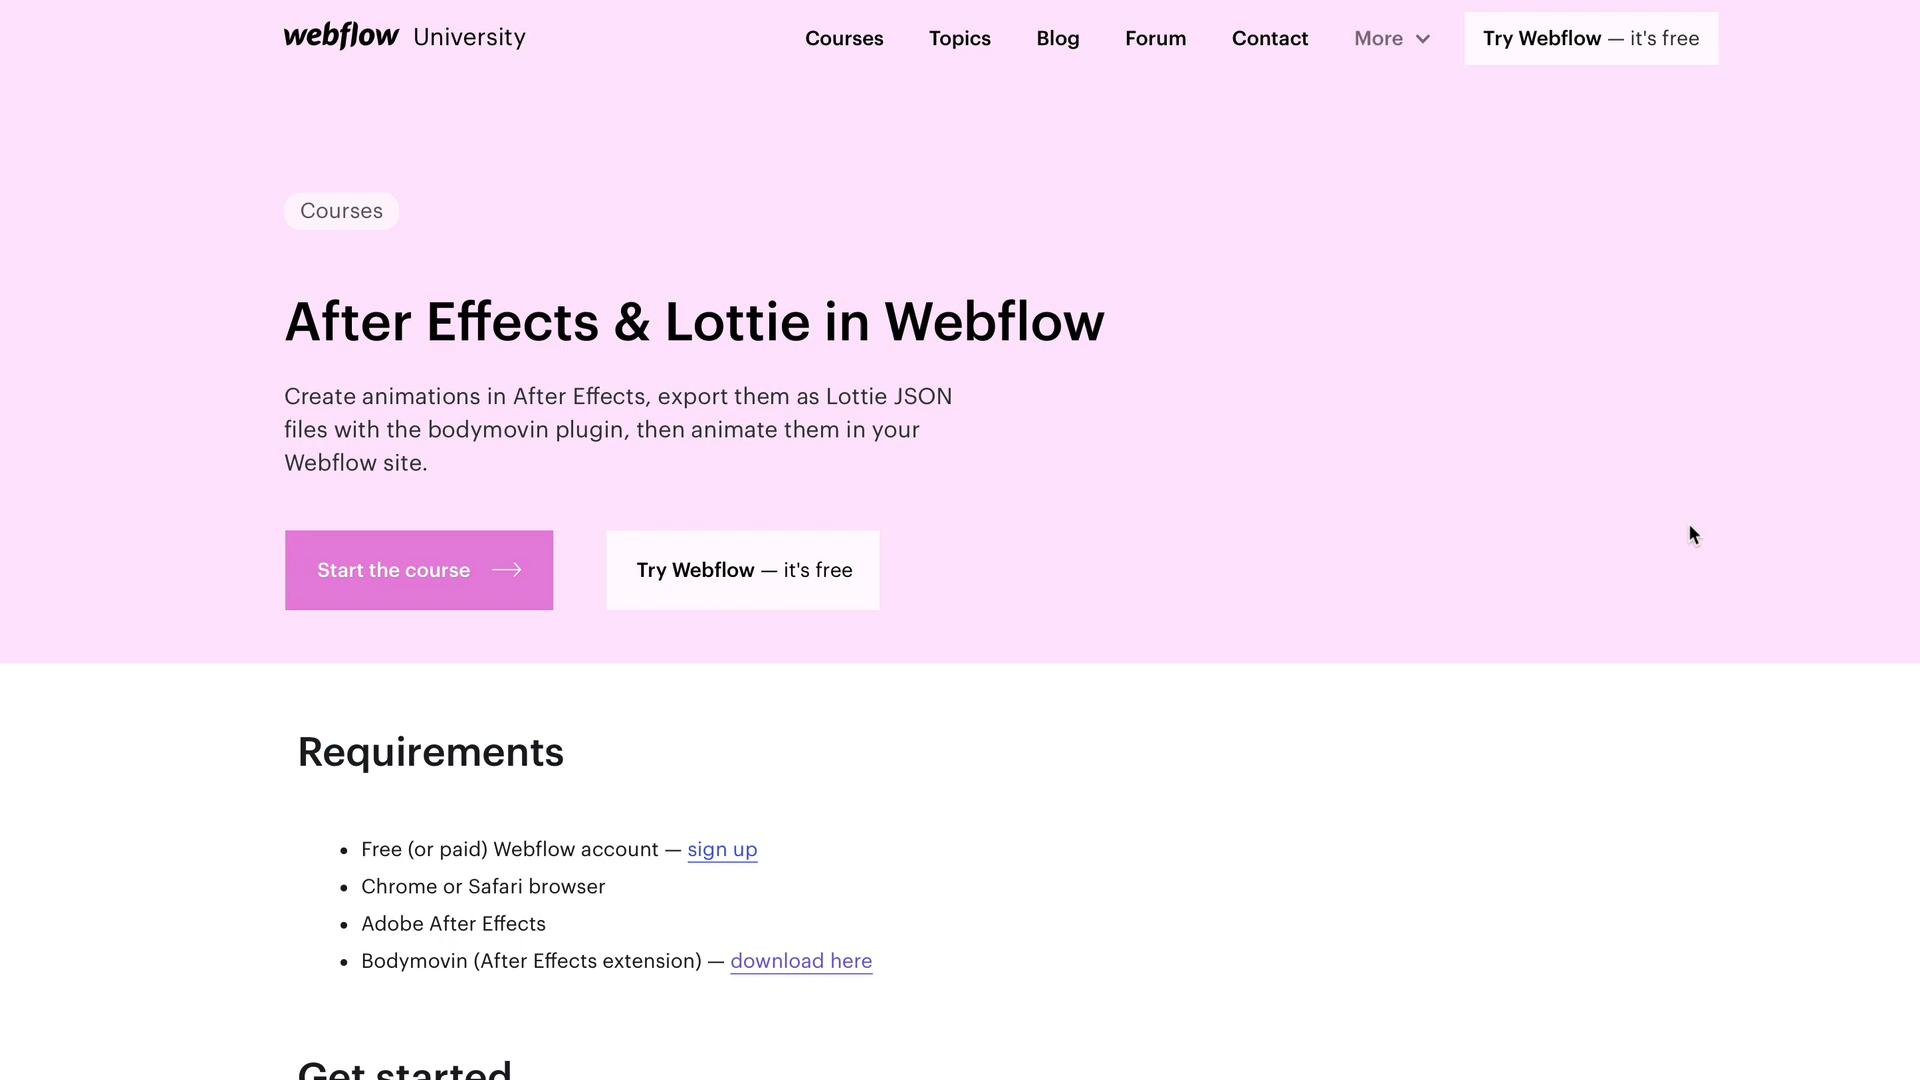 webflow University
Courses
Topics
Blog
Forum
Contact
More
Try Webflow — it's free
Courses
After Effects & Lottie in Webflow
Create animations in After Effects, export them as Lottie JSON
files with the bodymovin plugin, then animate them in your
Webflow site.
Start the course
Try Webflow — it's free
Requirements
• Free (or paid) Webflow account — sign up
• Chrome or Safari browser
• Adobe After Effects
• Bodymovin (After Effects extension) — download here
Get started